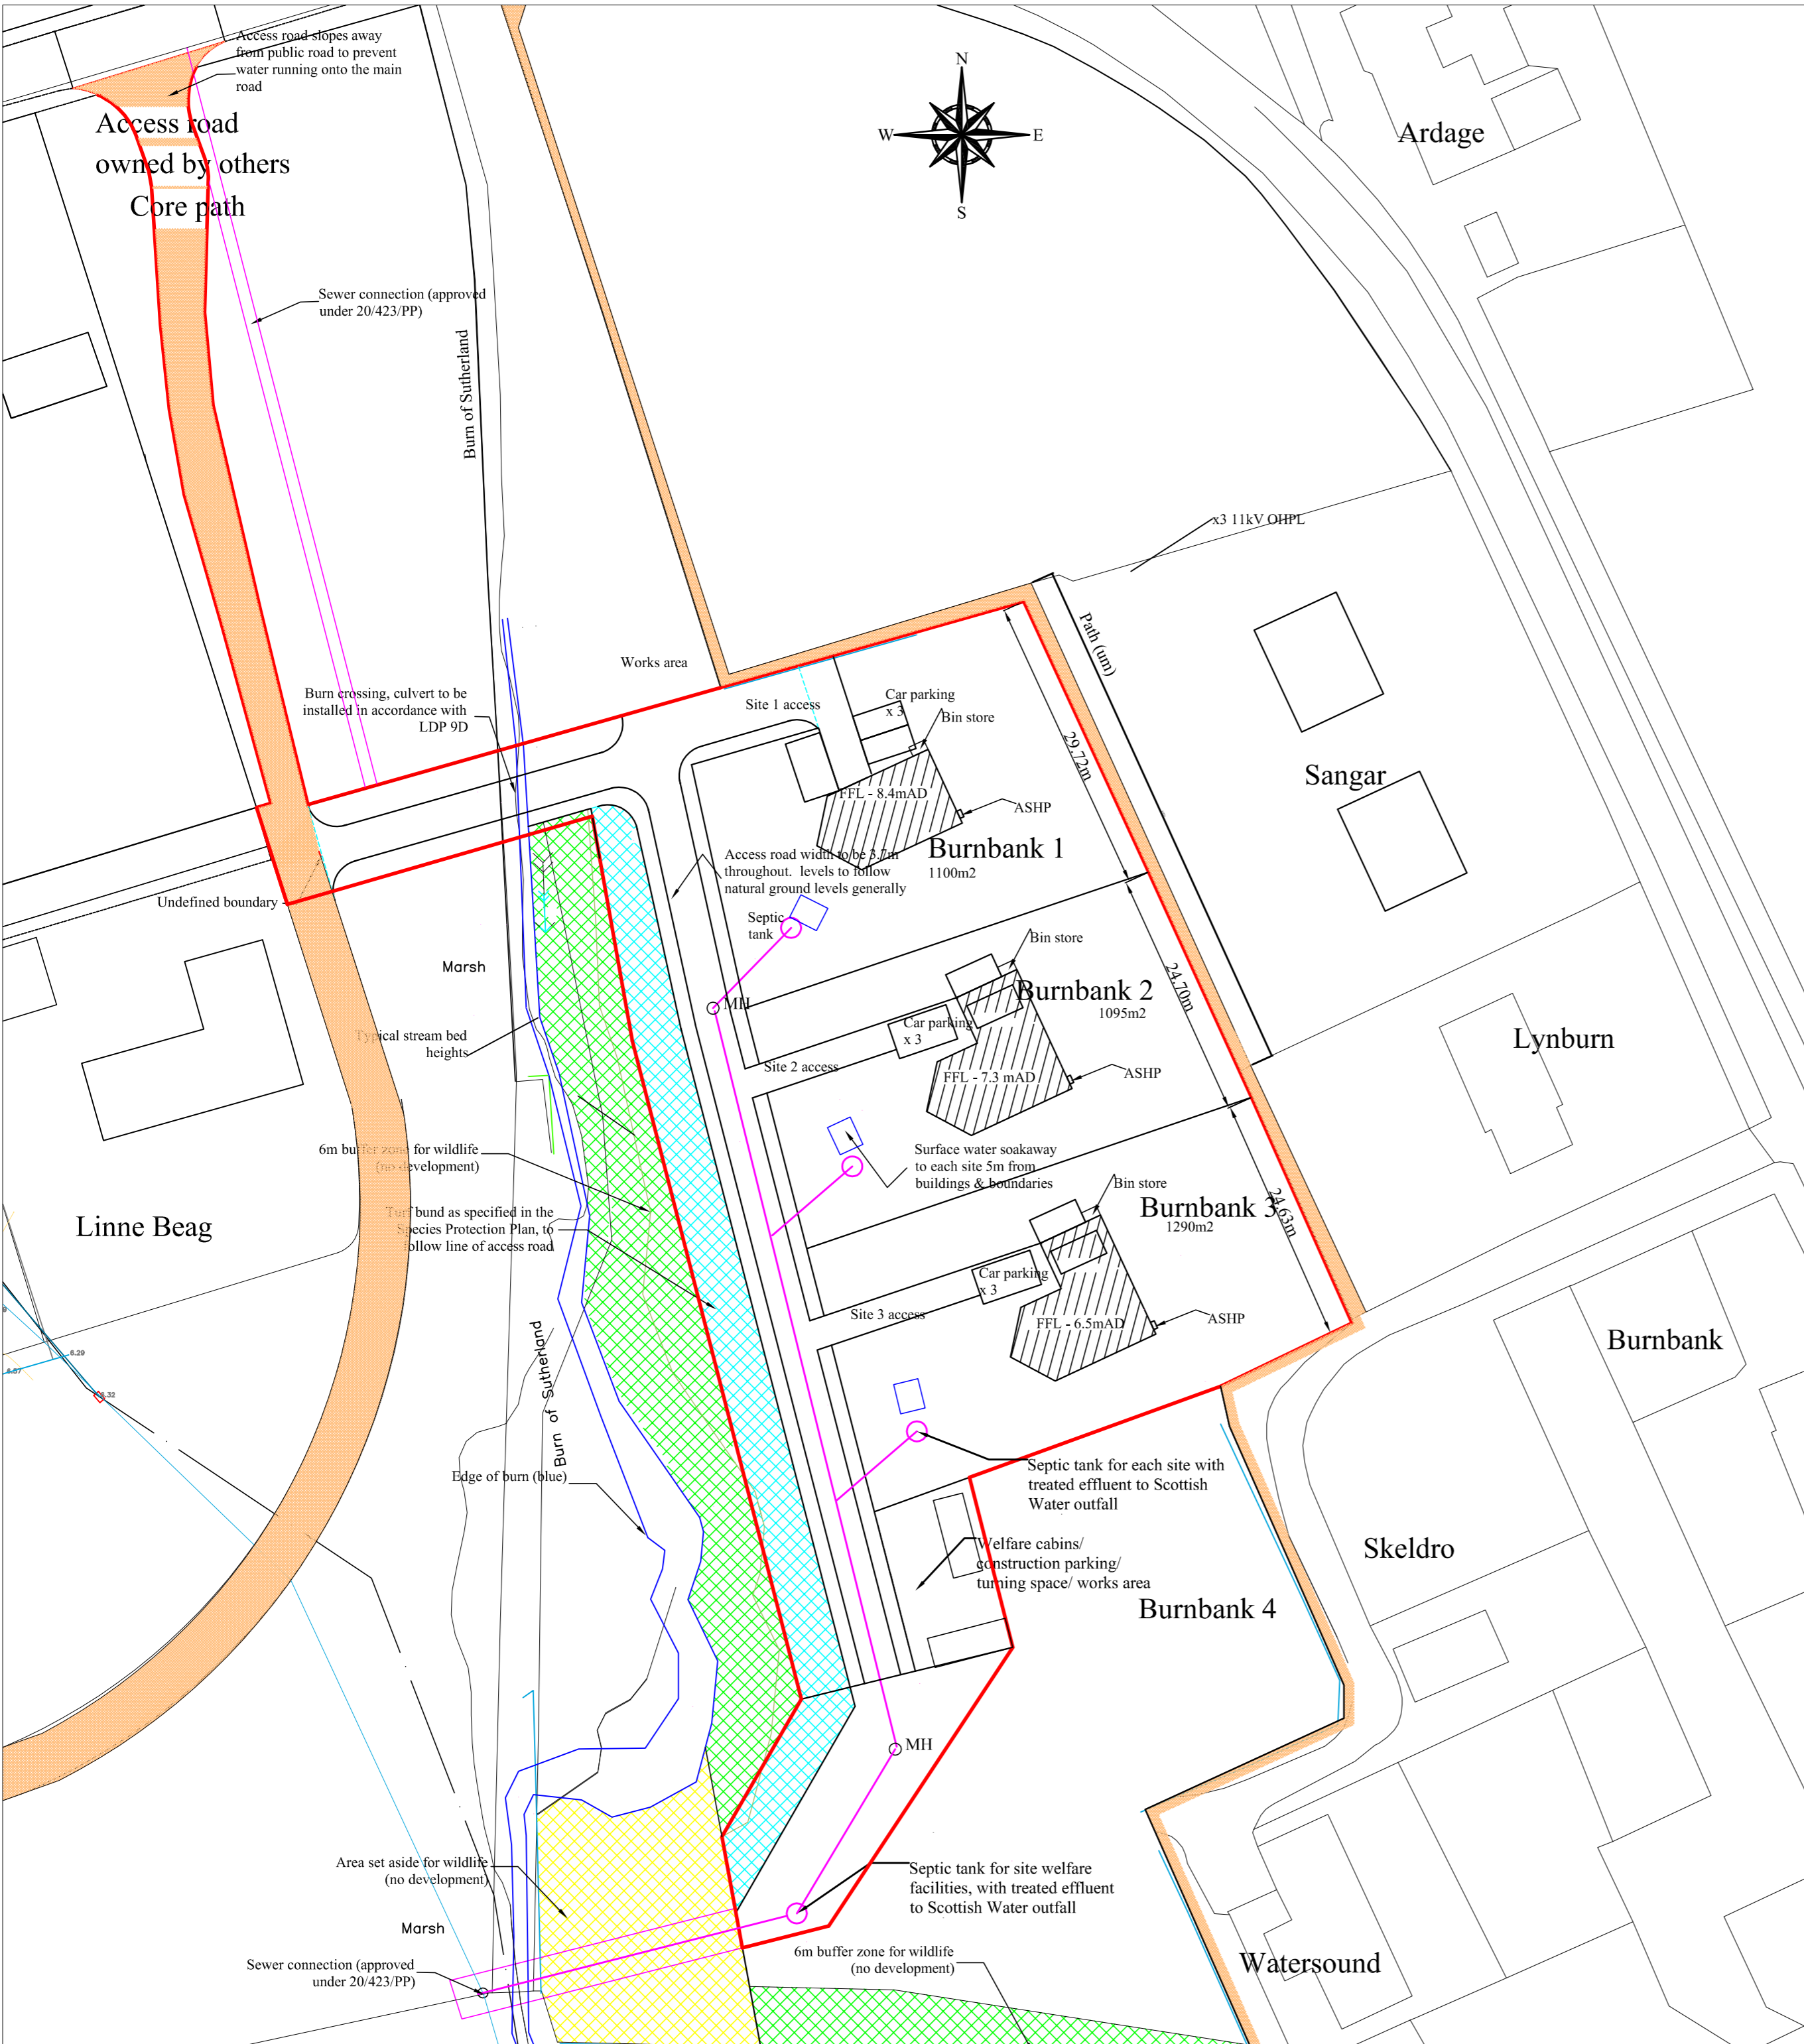 Access road slopes away
from public road to prevent
water running onto the main
road
Access road
owned by others
Core path
N
W
E
S
Ardage
Sewer connection (approved
under 20/423/PP)
Burn of Sutherland
x3 11kV OHPL
Path (um)
Works area
Burn crossing, culvert to be
installed in accordance with
LDP 9D
Site 1 access
Car parking
x 3
Bin store
29.72m
Sangar
FFL - 8.4mAD
ASHP
Burnbank 1
1100m2
Access road width to be 3.7m
throughout. levels to follow
natural ground levels generally
Undefined boundary
Septic
tank
Marsh
MH
Bin store
Burnbank 2
1095m2
24.70m
Car parking
x 3
Typical stream bed
heights
Lynburn
Site 2 access
FFL - 7.3 mAD
ASHP
6m buffer zone for wildlife
(no development)
Surface water soakaway
to each site 5m from
buildings & boundaries
Bin store
Turf bund as specified in the
Species Protection Plan, to
follow line of access road
Linne Beag
Burnbank 3
1290m2
24.63m
Car parking
x 3
Site 3 access
FFL - 6.5mAD
ASHP
Burnbank
6.29
6.32
Burn of Sutherland
Edge of burn (blue)
Septic tank for each site with
treated effluent to Scottish
Water outfall
Welfare cabins/
construction parking/
turning space/ works area
Skeldro
Burnbank 4
MH
Area set aside for wildlife
(no development)
Septic tank for site welfare
facilities, with treated effluent
to Scottish Water outfall
Marsh
6m buffer zone for wildlife
(no development)
Sewer connection (approved
under 20/423/PP)
Watersound